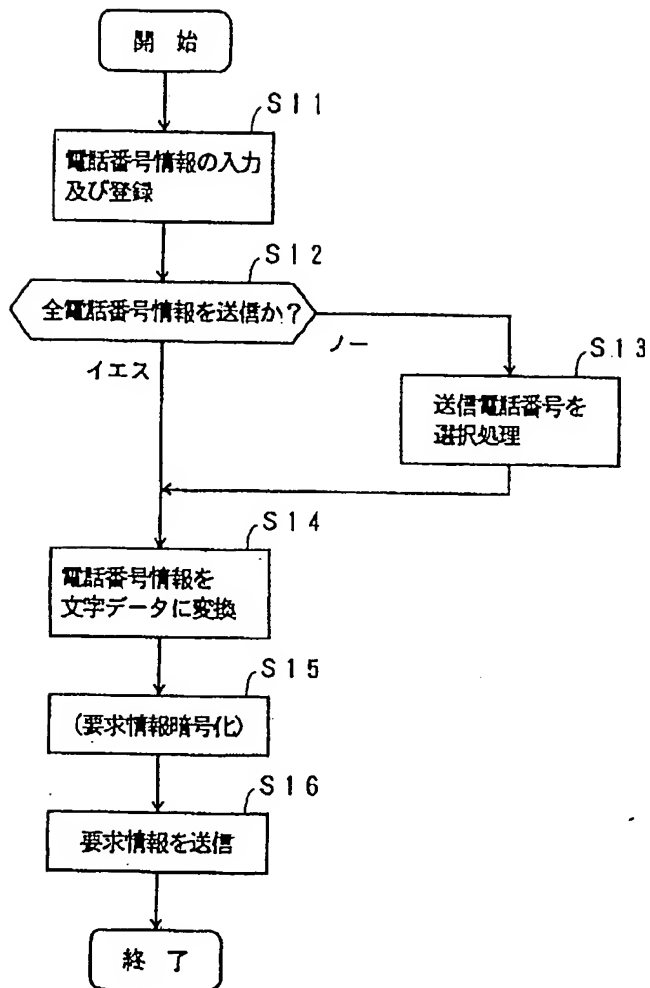 開 始
S11
電話番号情報の入力
及び登録
S12
全電話番号情報を送信か?
ノー
イエス
S13
送信電話番号を
選択処理
S14
電話番号情報を
文字データに変換
S15
(要求情報暗号化)
S16
要求情報を送信
終 了